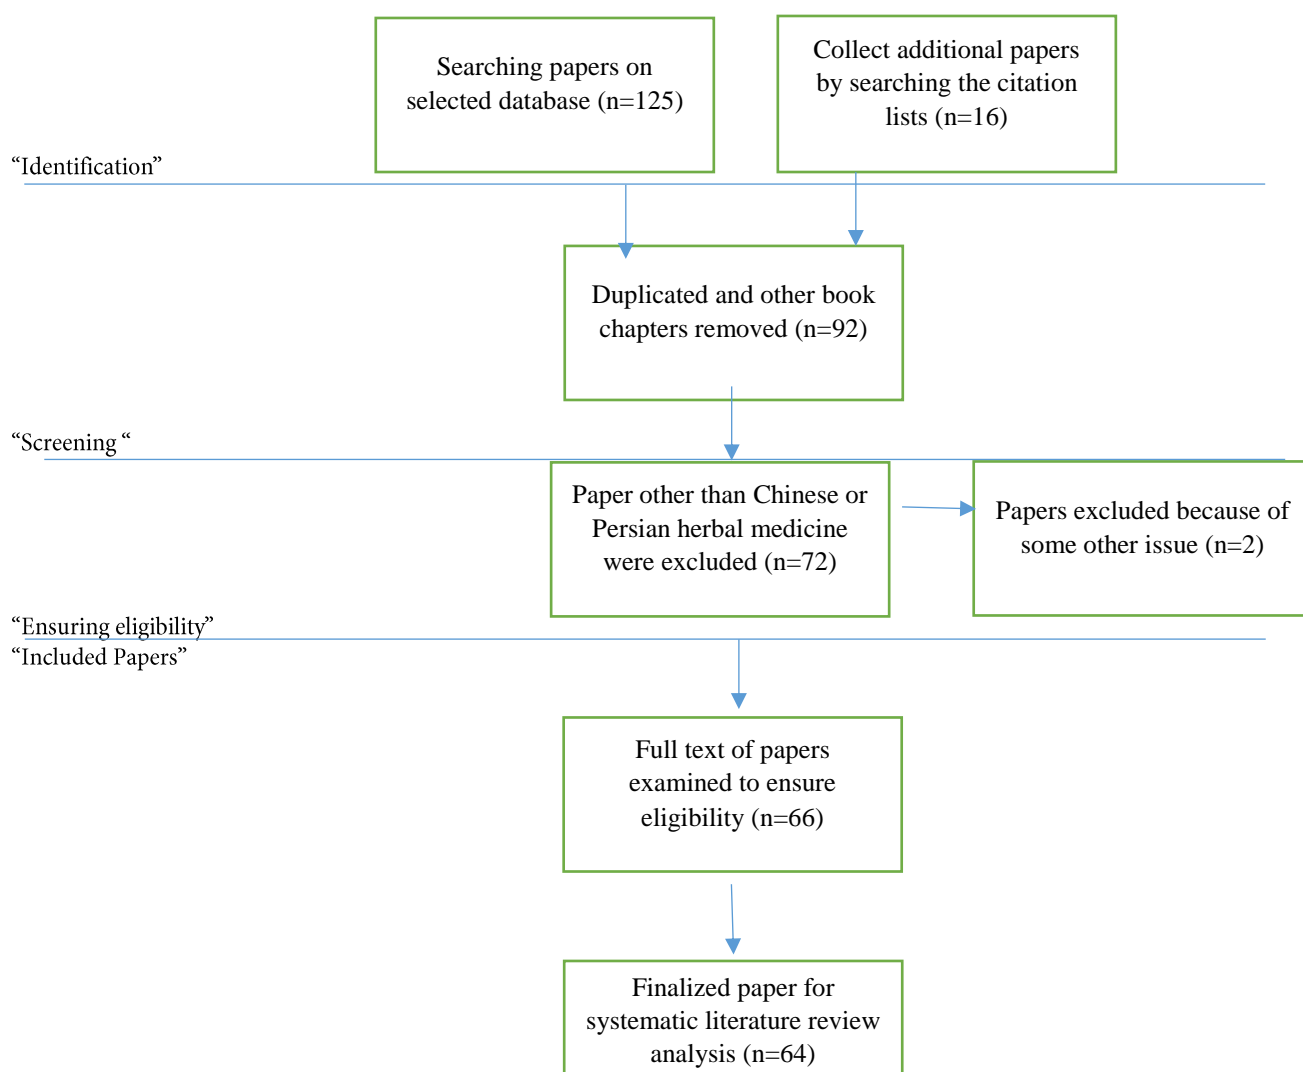 Searching papers on
selected database (n=125)
Collect additional papers
by searching the citation
lists (n=16)
“Identification”
Duplicated and other book
chapters removed (n=92)
“Screening “
Paper other than Chinese or
Persian herbal medicine
were excluded (n=72)
Papers excluded because of
some other issue (n=2)
“Ensuring eligibility”
“Included Papers”
Full text of papers
examined to ensure
eligibility (n=66)
Finalized paper for
systematic literature review
analysis (n=64)